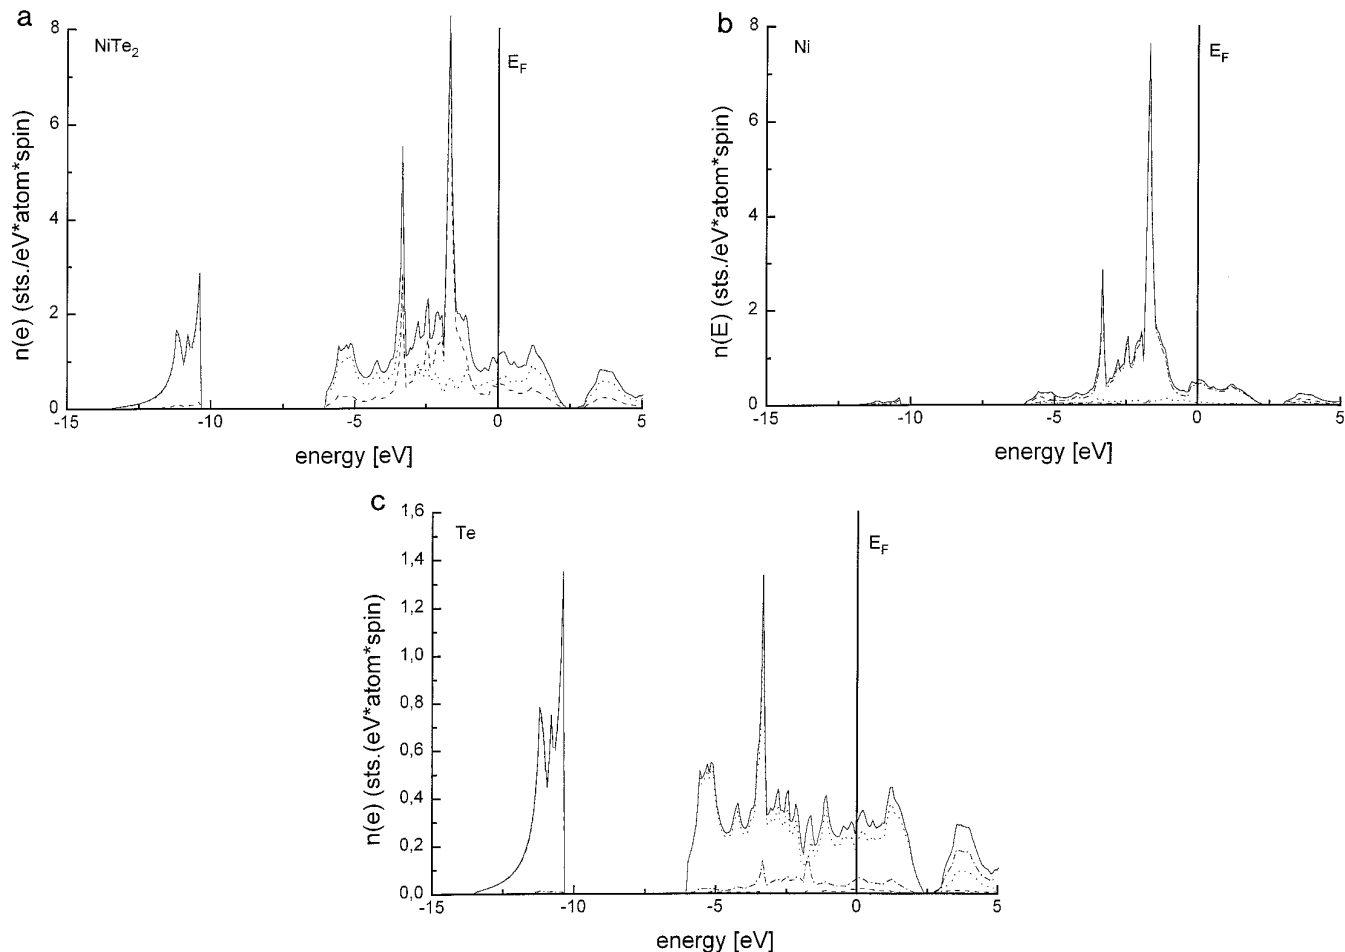 a
NiTe₂
E_F
8
6
4
2
0
-15
-10
-5
0
5
n(e) (sts./eV*atom*spin)
energy [eV]
b
Ni
E_F
8
6
4
2
0
-15
-10
-5
0
5
n(E) (sts./eV*atom*spin)
energy [eV]
c
Te
E_F
1,6
1,4
1,2
1,0
0,8
0,6
0,4
0,2
0,0
-15
-10
-5
0
5
n(e) (sts.(eV*atom*spin)
energy [eV]